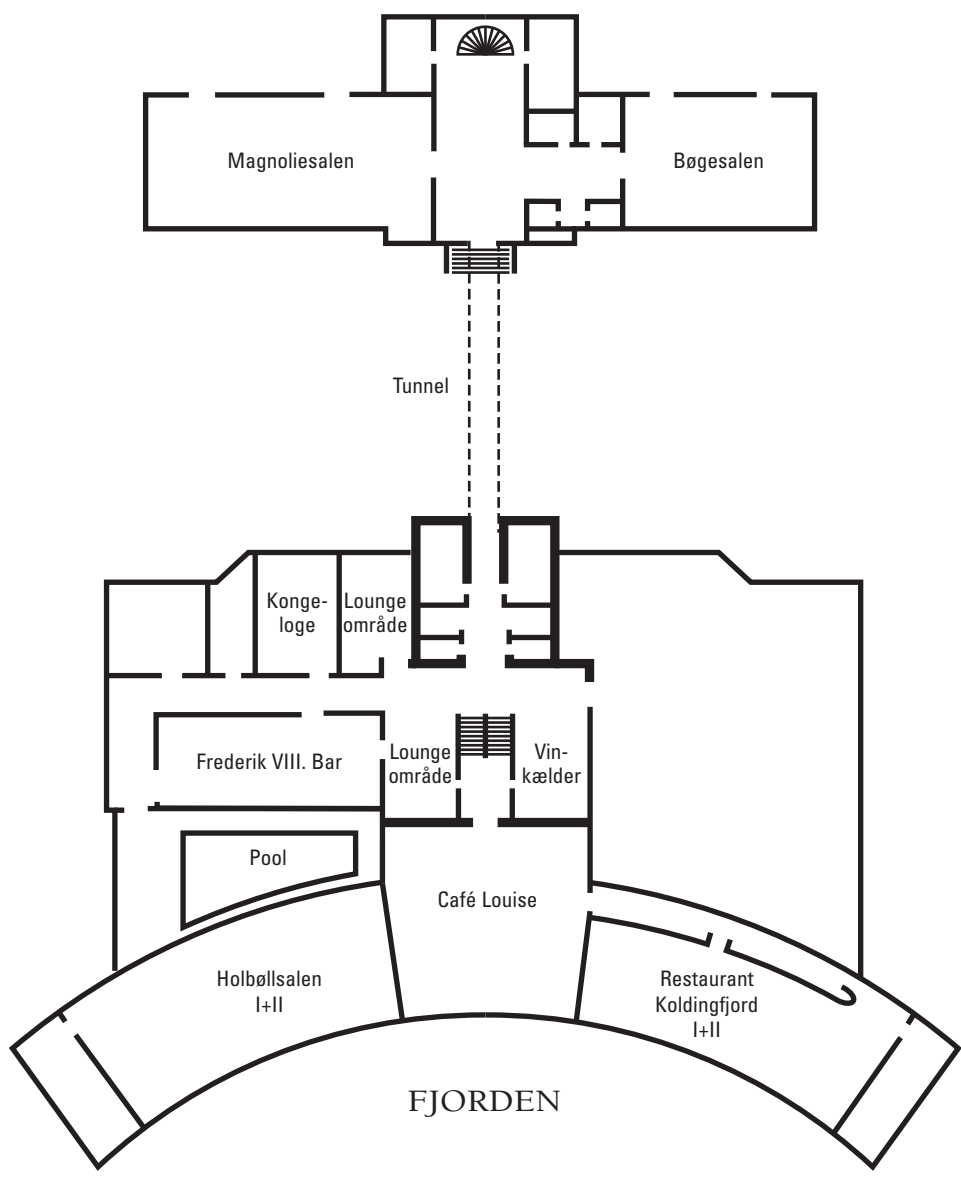 Magnoliesalen
Bøgesalen
Tunnel
Konge-
loge
Lounge
område
Frederik VIII. Bar
Lounge
område
Vin-
kælder
Pool
Café Louise
Holbøllsalen
I+II
Restaurant
Koldingfjord
I+II
FJORDEN